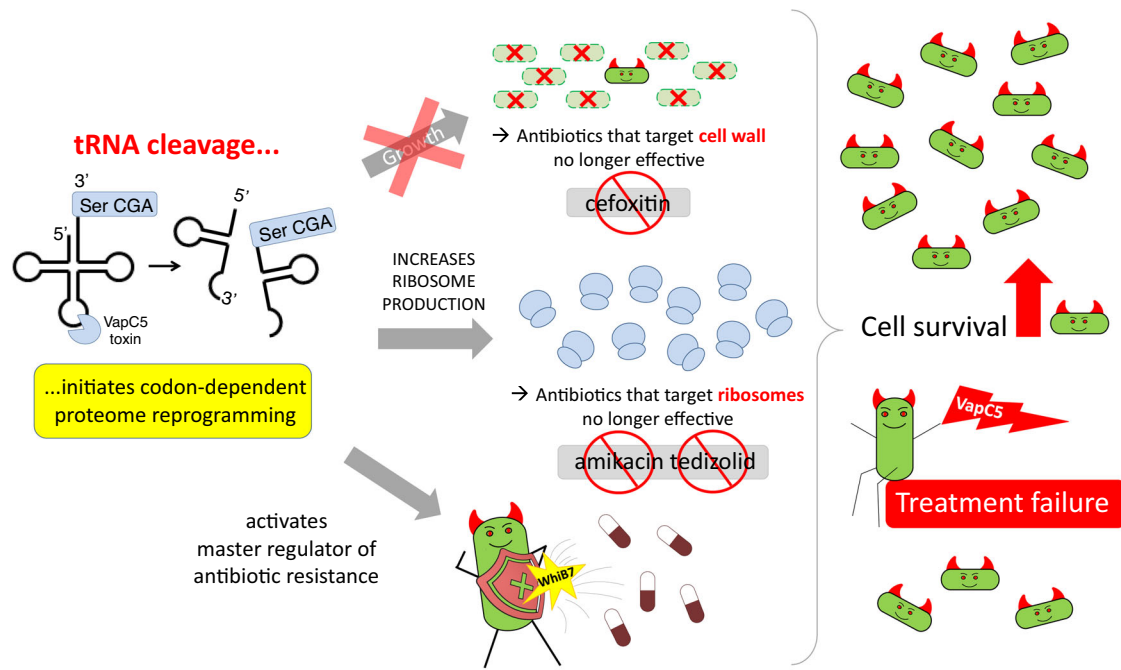 tRNA cleavage...
3’
Ser CGA
5’
VapC5
toxin
5’
Ser CGA
3’
...initiates codon-dependent
proteome reprogramming
Growth
→ Antibiotics that target cell wall
no longer effective
cefoxitin
INCREASES
RIBOSOME
PRODUCTION
→ Antibiotics that target ribosomes
no longer effective
amikacin tedizolid
activates
master regulator of
antibiotic resistance
WhiB7
Cell survival
VapC5
Treatment failure